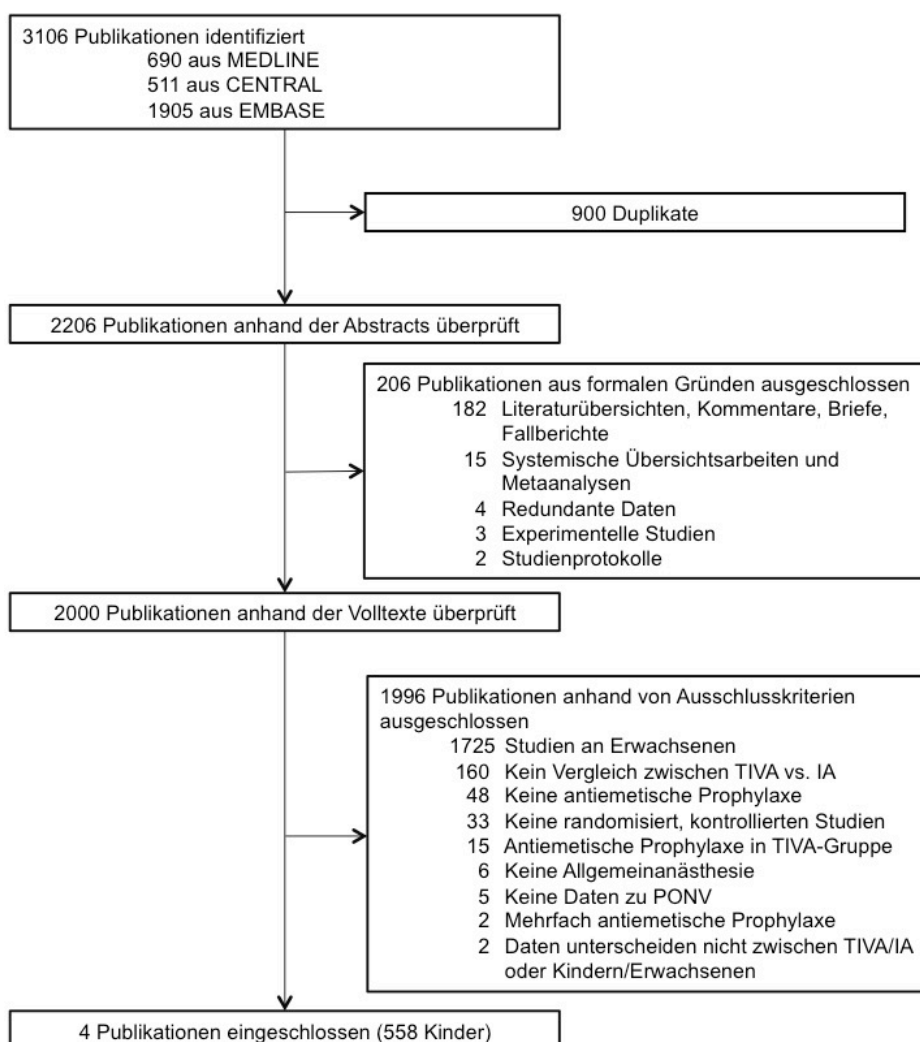 3106 Publikationen identifiziert
690 aus MEDLINE
511 aus CENTRAL
1905 aus EMBASE
900 Duplikate
2206 Publikationen anhand der Abstracts überprüft
206 Publikationen aus formalen Gründen ausgeschlossen
182 Literaturübersichten, Kommentare, Briefe,
Fallberichte
15 Systemische Übersichtsarbeiten und
Metaanalysen
4 Redundante Daten
3 Experimentelle Studien
2 Studienprotokolle
2000 Publikationen anhand der Volltexte überprüft
1996 Publikationen anhand von Ausschlusskriterien
ausgeschlossen
1725 Studien an Erwachsenen
160 Kein Vergleich zwischen TIVA vs. IA
48 Keine antiemetische Prophylaxe
33 Keine randomisiert, kontrollierten Studien
15 Antiemetische Prophylaxe in TIVA-Gruppe
6 Keine Allgemeinanästhesie
5 Keine Daten zu PONV
2 Mehrfach antiemetische Prophylaxe
2 Daten unterscheiden nicht zwischen TIVA/IA
oder Kindern/Erwachsenen
4 Publikationen eingeschlossen (558 Kinder)